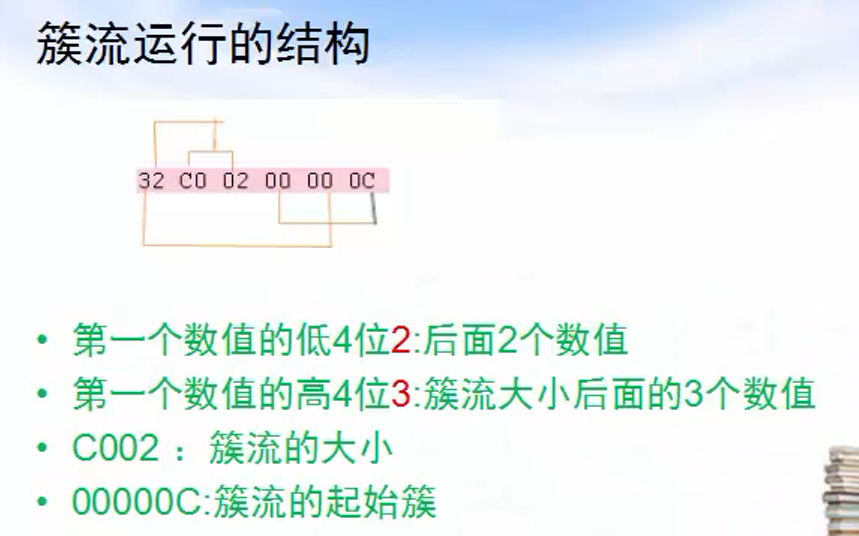 簇流运行的结构
32 C0 02 00 00 0C
• 第一个数值的低4位2:后面2个数值
• 第一个数值的高4位3:簇流大小后面的3个数值
• C002 ：簇流的大小
• 00000C:簇流的起始簇